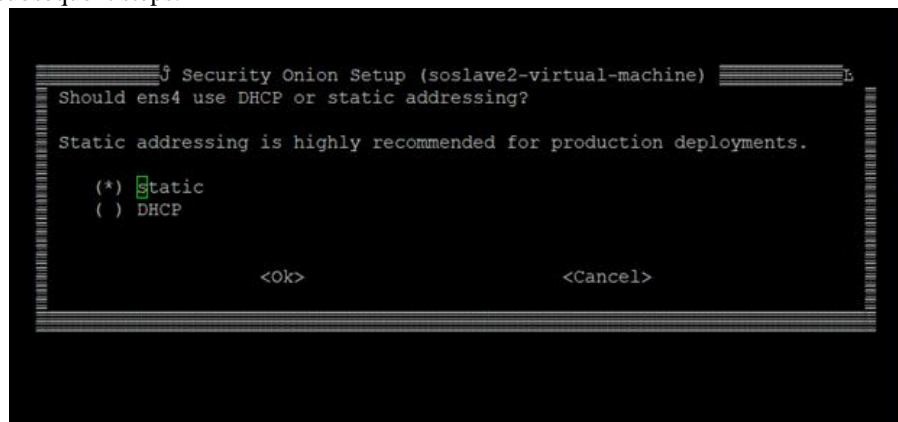 Security Onion Setup (soslave2-virtual-machine)
Should ens4 use DHCP or static addressing?
Static addressing is highly recommended for production deployments.
(*) static
( ) DHCP
<Ok> <Cancel>